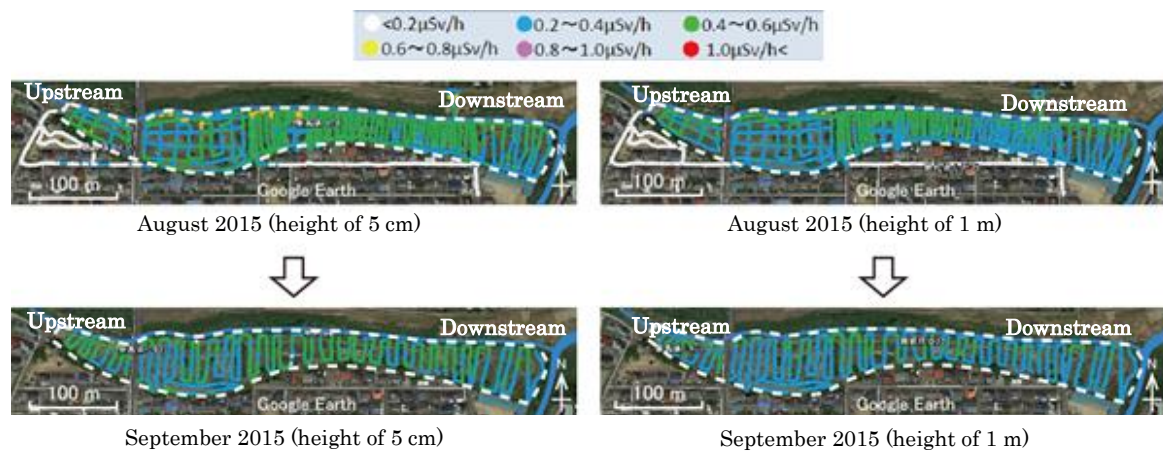 <0.2μSv/h 0.2～0.4μSv/h 0.4～0.6μSv/h
0.6～0.8μSv/h 0.8～1.0μSv/h 1.0μSv/h<
Upstream Downstream
100 m Google Earth
August 2015 (height of 5 cm)
Upstream Downstream
100 m Google Earth
August 2015 (height of 1 m)
Upstream Downstream
100 m Google Earth
September 2015 (height of 5 cm)
Upstream Downstream
100 m Google Earth
September 2015 (height of 1 m)